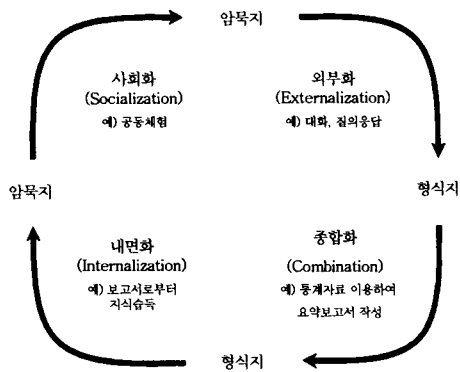 암묵지
사회화
(Socialization)
예) 공동체험
외부화
(Externalization)
예) 대화, 질의응답
암묵지
형식지
내면화
(Internalization)
예) 보고서로부터
지식습득
종합화
(Combination)
예) 통계자료 이용하여
요약보고서 작성
형식지